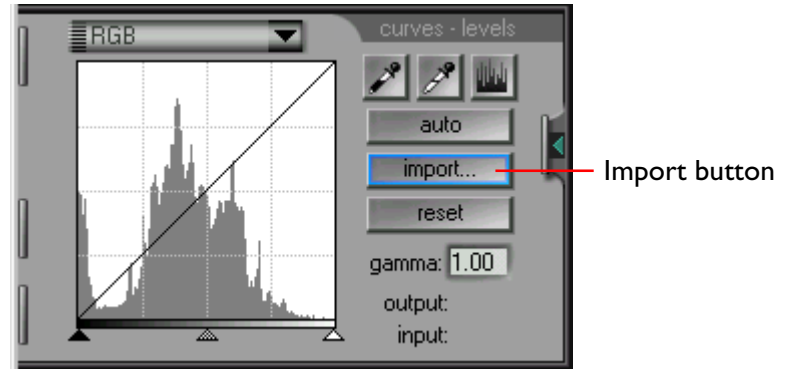 RGB
curves - levels
auto
import...
Import button
reset
gamma: 1.00
output:
input: